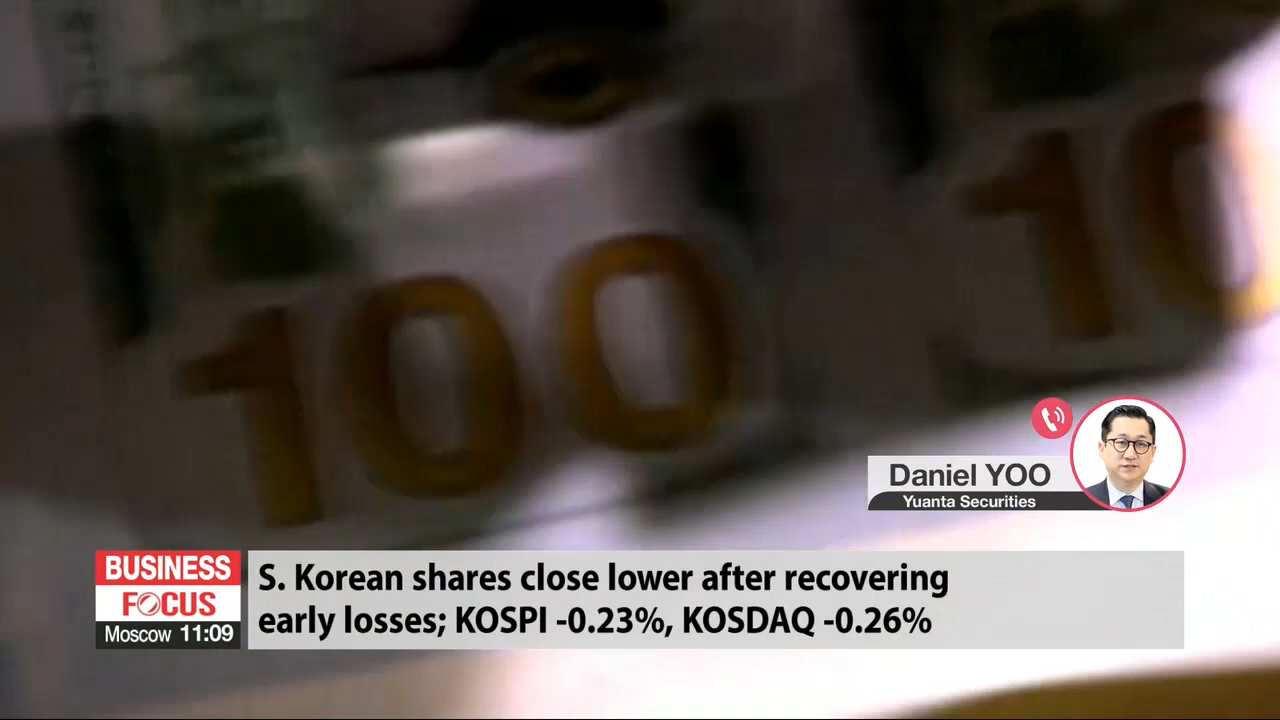 100
10
Daniel YOO
Yuanta Securities
BUSINESS
FOCUS
Moscow 11:09
S. Korean shares close lower after recovering
early losses; KOSPI -0.23%, KOSDAQ -0.26%